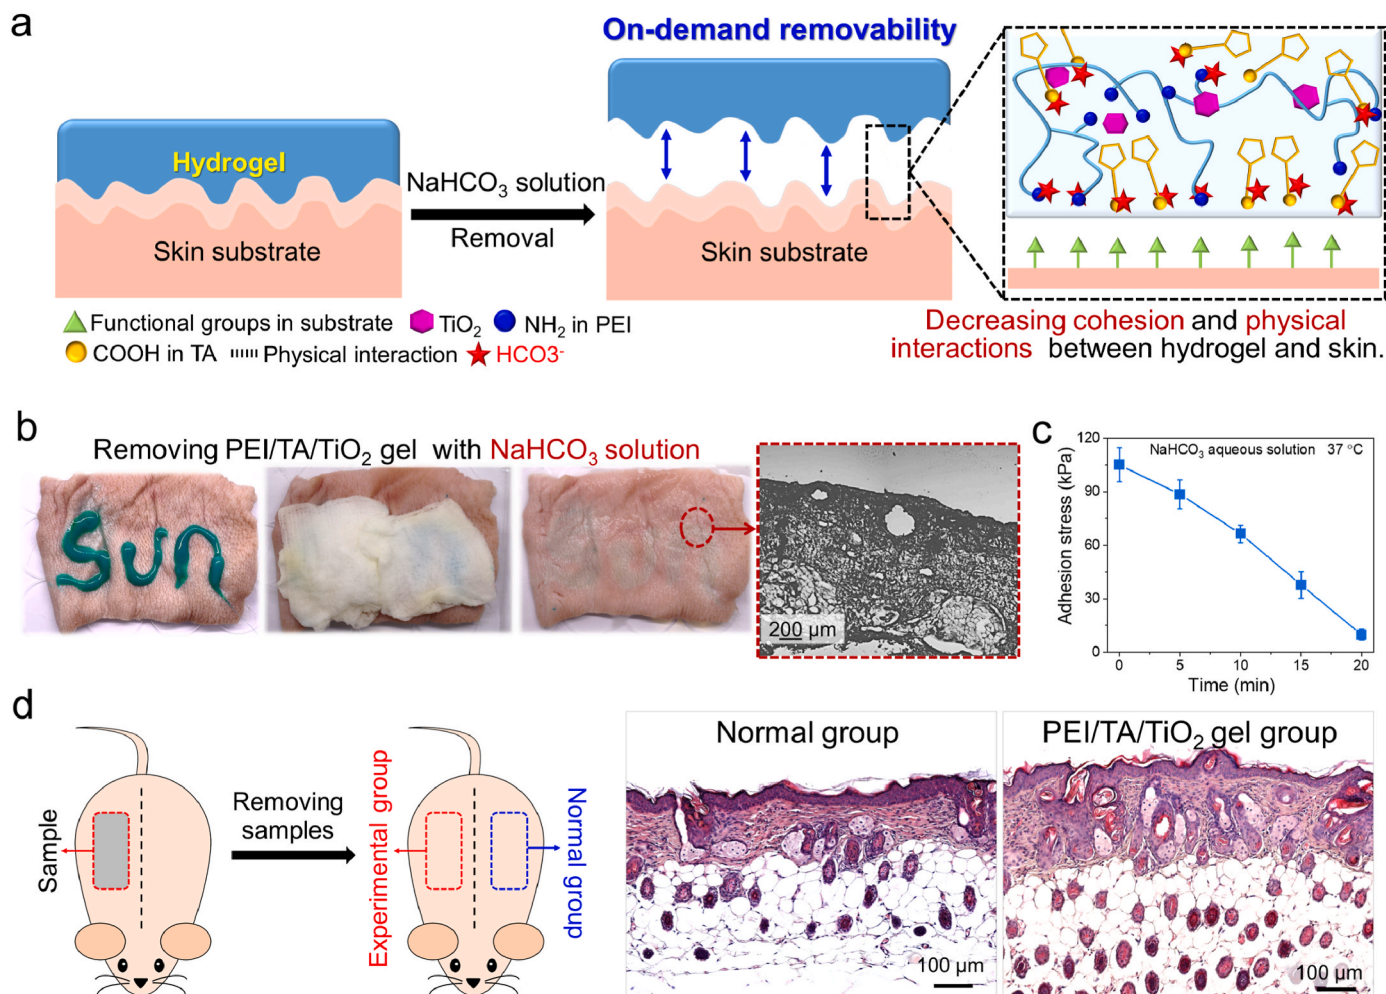 a
On-demand removability
Hydrogel
Skin substrate
NaHCO₃ solution
Removal
Skin substrate
Functional groups in substrate TiO₂ NH₂ in PEI
COOH in TA Physical interaction HCO3-
Decreasing cohesion and physical
interactions between hydrogel and skin.
b
Removing PEI/TA/TiO₂ gel with NaHCO₃ solution
Sun
200 µm
c
NaHCO₃ aqueous solution 37 °C
Adhesion stress (kPa)
120
90
60
30
0
0 5 10 15 20
Time (min)
d
Sample
Removing
samples
Experimental group
Normal group
Normal group
100 µm
PEI/TA/TiO₂ gel group
100 µm